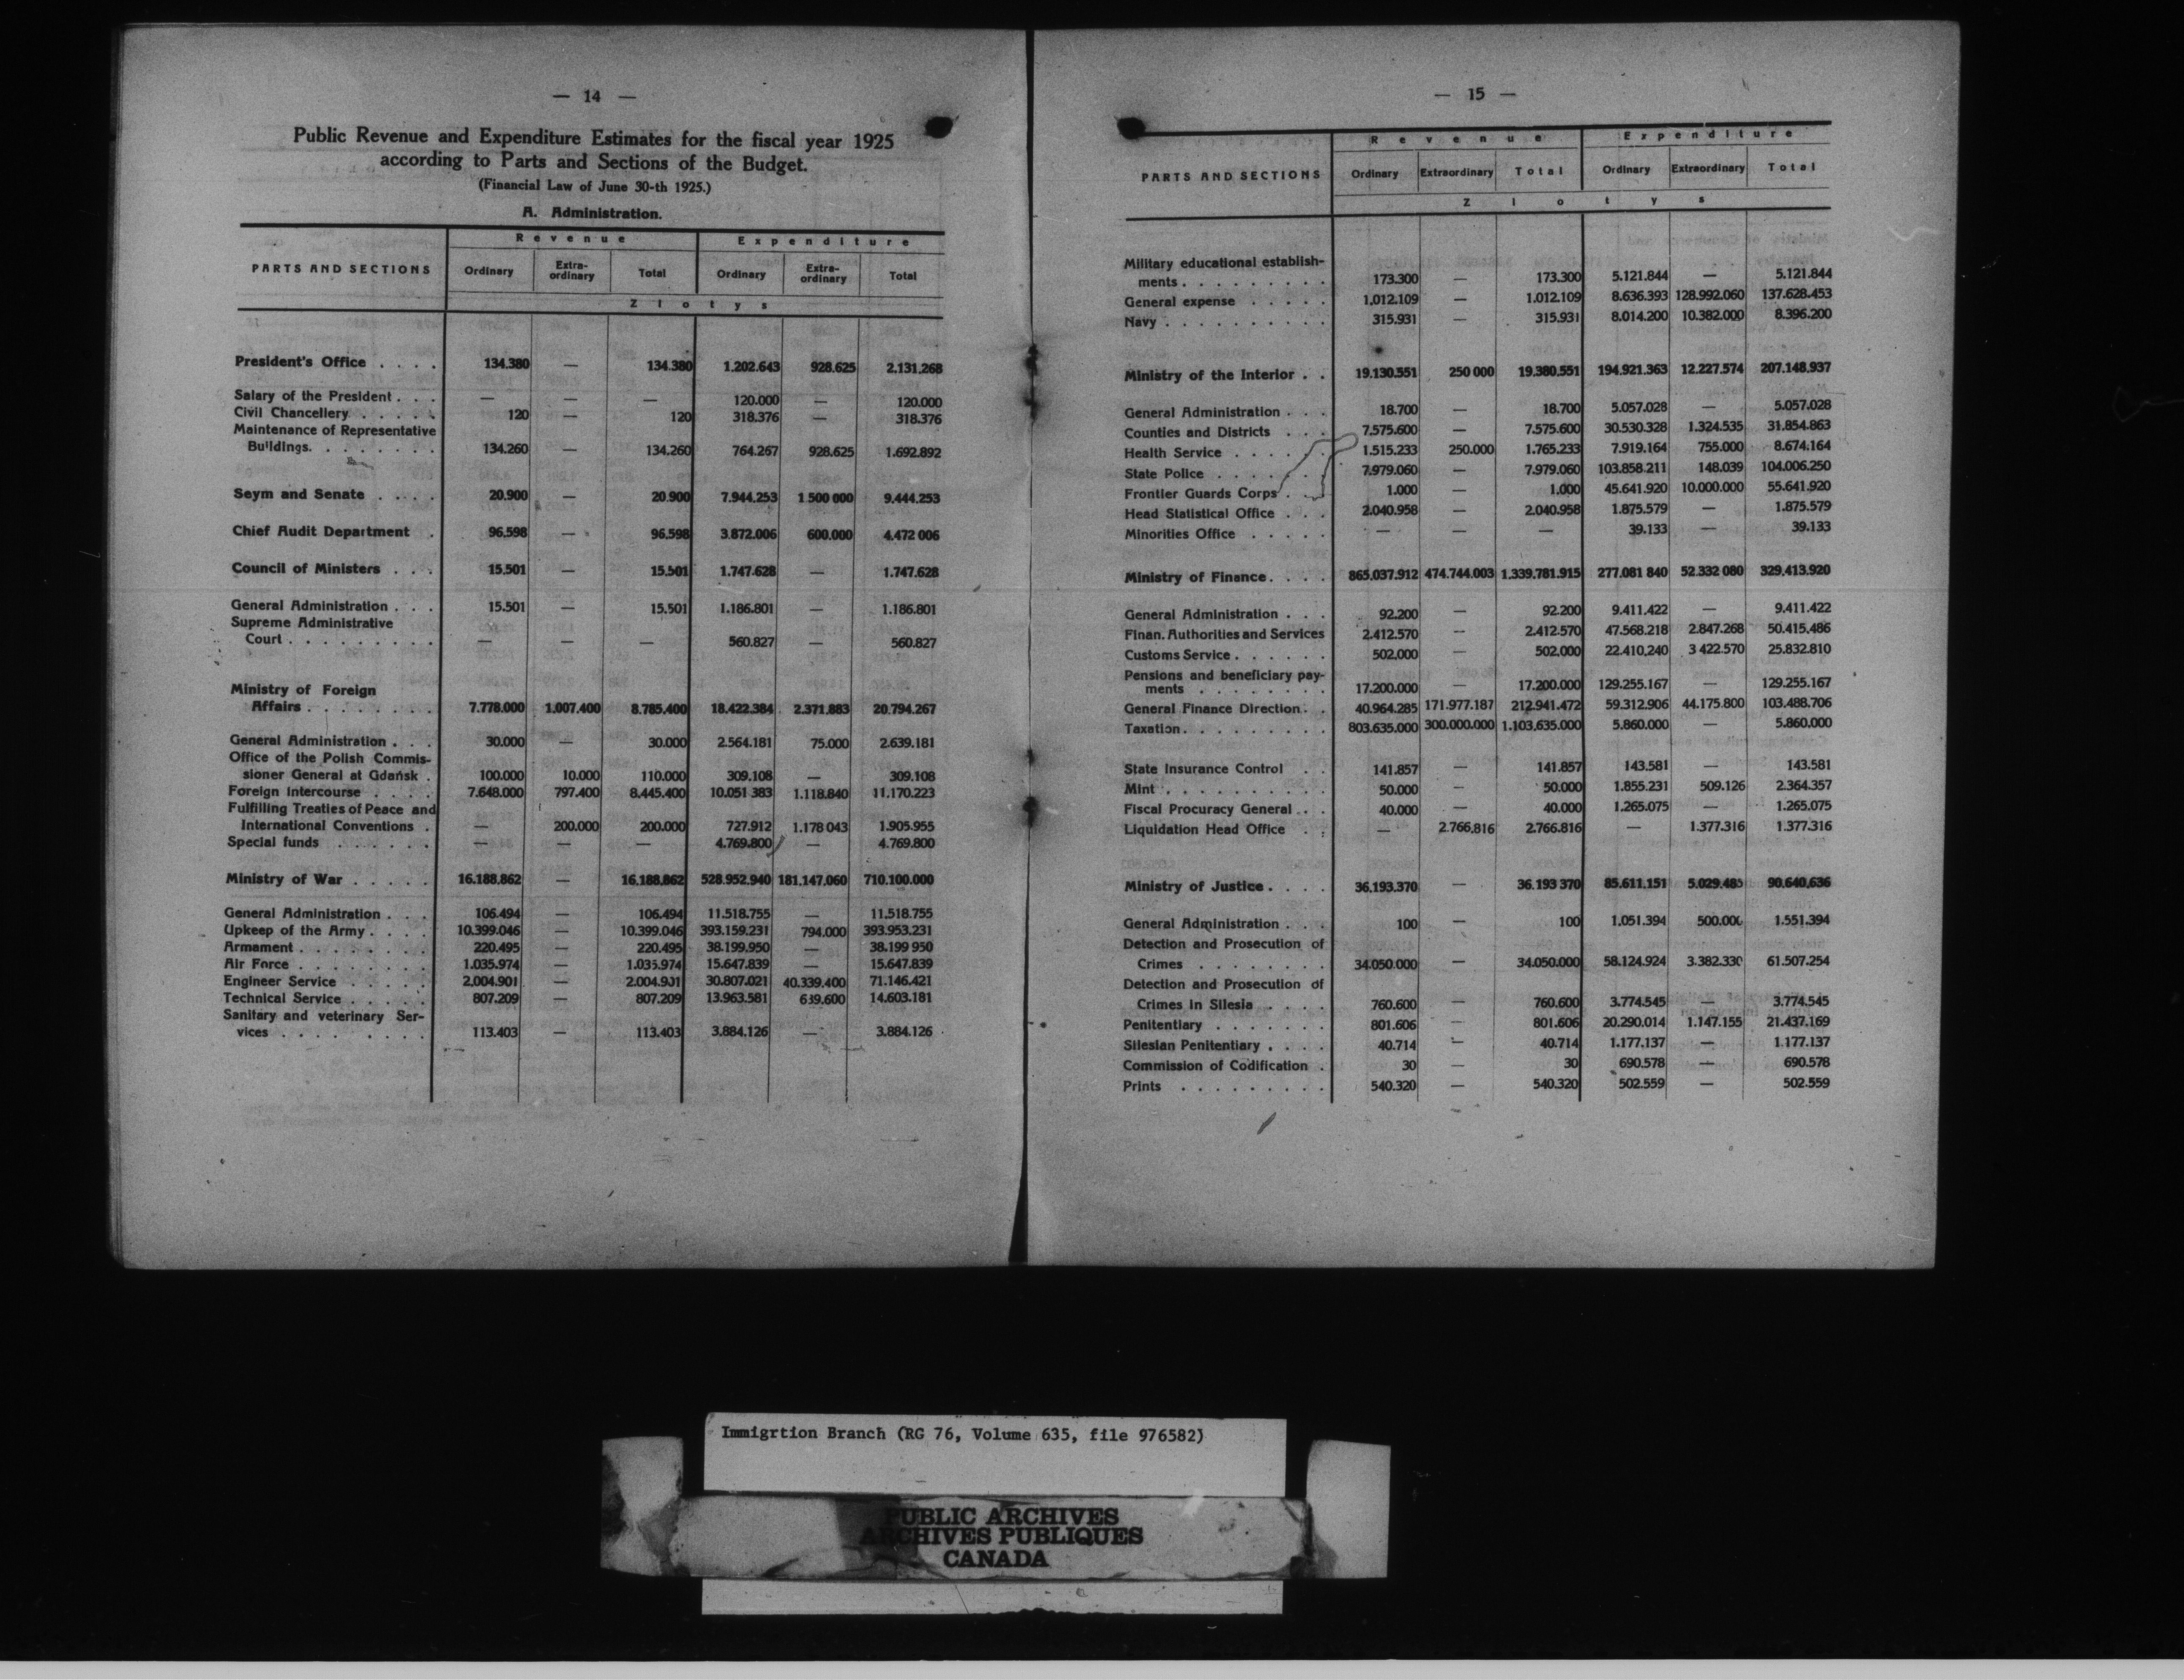 — 14 —
Public Revenue and Expenditure Estimates for the fiscal year 1925
according to Parts and Sections of the Budget.
(Financial Law of June 30-th 1925.)
A. Administration.
PARTS AND SECTIONS Revenue Expenditure
Ordinary Extra-ordinary Total Ordinary Extra-ordinary Total
Zlotys
President's Office . . . . 134.380 — 134.380 1.202.643 928.625 2.131.268
Salary of the President . . . — — — 120.000 — 120.000
Civil Chancellery . . . . . 120 — 120 318.376 — 318.376
Maintenance of Representative
Buildings. . . . . . . . 134.260 — 134.260 764.267 928.625 1.692.892
Seym and Senate . . . . 20.900 — 20.900 7.944.253 1 500 000 9.444.253
Chief Audit Department . 96.598 — 96.598 3.872.006 600.000 4.472 006
Council of Ministers . . . 15.501 — 15.501 1.747.628 — 1.747.628
General Administration . . . 15.501 — 15.501 1.186.801 — 1.186.801
Supreme Administrative
Court . . . . . . . . . — — — 560.827 — 560.827
Ministry of Foreign
Affairs . . . . . . . . 7.778.000 1.007.400 8.785.400 18.422.384 2.371.883 20.794.267
General Administration . . . 30.000 — 30.000 2.564.181 75.000 2.639.181
Office of the Polish Commis-
sioner General at Gdańsk . 100.000 10.000 110.000 309.108 — 309.108
Foreign Intercourse . . . . 7.648.000 797.400 8.445.400 10.051 383 1.118.840 11.170.223
Fulfilling Treaties of Peace and
International Conventions . — 200.000 200.000 727.912 1.178 043 1.905.955
Special funds . . . . . . — — — 4.769.800 — 4.769.800
Ministry of War . . . . . 16.188.862 — 16.188.862 528.952.940 181.147.060 710.100.000
General Administration . . . 106.494 — 106.494 11.518.755 — 11.518.755
Upkeep of the Army . . . . 10.399.046 — 10.399.046 393.159.231 794.000 393.953.231
Armament . . . . . . . . 220.495 — 220.495 38.199.950 — 38.199 950
Air Force . . . . . . . . 1.035.974 — 1.035.974 15.647.839 — 15.647.839
Engineer Service . . . . . 2.004.901 — 2.004.901 30.807.021 40.339.400 71.146.421
Technical Service . . . . . 807.209 — 807.209 13.963.581 639.600 14.603.181
Sanitary and veterinary Ser-
vices . . . . . . . . 113.403 — 113.403 3.884.126 — 3.884.126
— 15 —
PARTS AND SECTIONS Revenue Expenditure
Ordinary Extraordinary Total Ordinary Extraordinary Total
Zlotys
Military educational establish-
ments . . . . . . . . . 173.300 — 173.300 5.121.844 — 5.121.844
General expense . . . . . 1.012.109 — 1.012.109 8.636.393 128.992.060 137.628.453
Navy . . . . . . . . . . 315.931 — 315.931 8.014.200 10.382.000 8.396.200
Ministry of the Interior . . 19.130.551 250 000 19.380.551 194.921.363 12.227.574 207.148.937
General Administration . . . 18.700 — 18.700 5.057.028 — 5.057.028
Counties and Districts . . . 7.575.600 — 7.575.600 30.530.328 1.324.535 31.854.863
Health Service . . . . . . 1.515.233 250.000 1.765.233 7.919.164 755.000 8.674.164
State Police . . . . . . . 7.979.060 — 7.979.060 103.858.211 148.039 104.006.250
Frontier Guards Corps . . . 1.000 — 1.000 45.641.920 10.000.000 55.641.920
Head Statistical Office . . . 2.040.958 — 2.040.958 1.875.579 — 1.875.579
Minorities Office . . . . . — — — 39.133 — 39.133
Ministry of Finance. . . . 865.037.912 474.744.003 1.339.781.915 277.081 840 52.332 080 329.413.920
General Administration . . . 92.200 — 92.200 9.411.422 — 9.411.422
Finan. Authorities and Services 2.412.570 — 2.412.570 47.568.218 2.847.268 50.415.486
Customs Service . . . . . . 502.000 — 502.000 22.410.240 3 422.570 25.832.810
Pensions and beneficiary pay-
ments . . . . . . . . 17.200.000 — 17.200.000 129.255.167 — 129.255.167
General Finance Direction . . 40.964.285 171.977.187 212.941.472 59.312.906 44.175.800 103.488.706
Taxation . . . . . . . . . 803.635.000 300.000.000 1.103.635.000 5.860.000 — 5.860.000
State Insurance Control . . 141.857 — 141.857 143.581 — 143.581
Mint . . . . . . . . . . 50.000 — 50.000 1.855.231 509.126 2.364.357
Fiscal Procuracy General . . 40.000 — 40.000 1.265.075 — 1.265.075
Liquidation Head Office . . — 2.766.816 2.766.816 — 1.377.316 1.377.316
Ministry of Justice . . . . 36.193.370 — 36.193 370 85.611.151 5.029.485 90.640.636
General Administration . . . 100 — 100 1.051.394 500.000 1.551.394
Detection and Prosecution of
Crimes . . . . . . . . 34.050.000 — 34.050.000 58.124.924 3.382.330 61.507.254
Detection and Prosecution of
Crimes in Silesia . . . . 760.600 — 760.600 3.774.545 — 3.774.545
Penitentiary . . . . . . . 801.606 — 801.606 20.290.014 1.147.155 21.437.169
Silesian Penitentiary . . . . 40.714 — 40.714 1.177.137 — 1.177.137
Commission of Codification . 30 — 30 690.578 — 690.578
Prints . . . . . . . . . 540.320 — 540.320 502.559 — 502.559
Immigrtion Branch (RG 76, Volume 635, file 976582)
PUBLIC ARCHIVES
ARCHIVES PUBLIQUES
CANADA